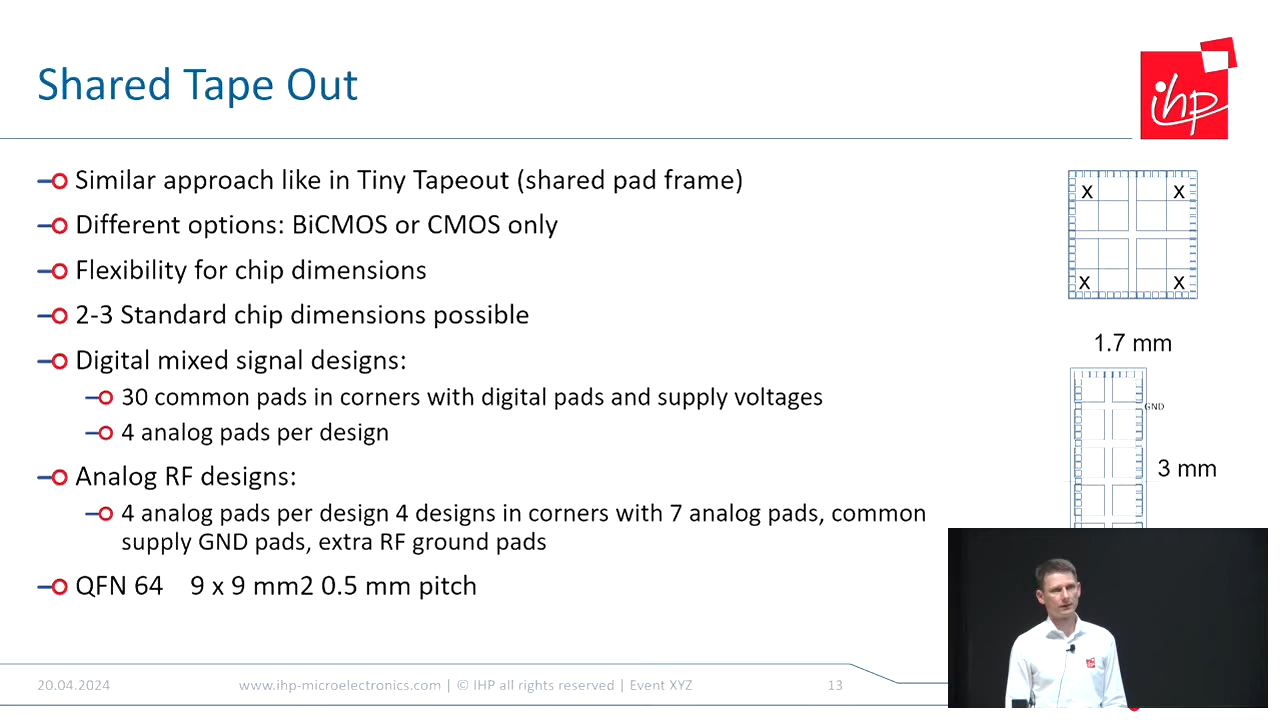 Shared Tape Out
ihp
Similar approach like in Tiny Tapeout (shared pad frame)
Different options: BiCMOS or CMOS only
Flexibility for chip dimensions
2-3 Standard chip dimensions possible
Digital mixed signal designs:
30 common pads in corners with digital pads and supply voltages
4 analog pads per design
Analog RF designs:
4 analog pads per design 4 designs in corners with 7 analog pads, common
supply GND pads, extra RF ground pads
QFN 64 9 x 9 mm2 0.5 mm pitch
X X
X X
1.7 mm
GND
3 mm
20.04.2024
www.ihp-microelectronics.com | © IHP all rights reserved | Event XYZ
13